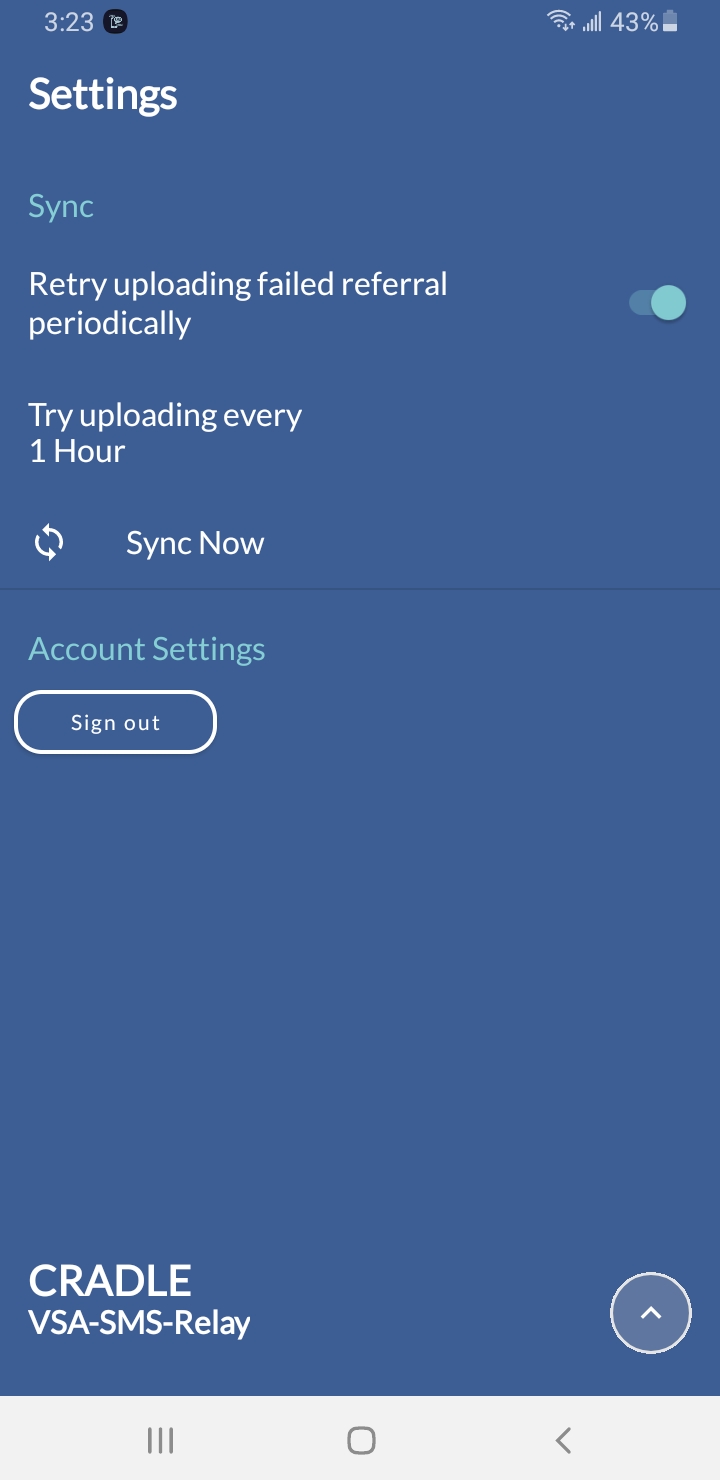 3:23 43%
Settings
Sync
Retry uploading failed referral
periodically
Try uploading every
1 Hour
Sync Now
Account Settings
Sign out
CRADLE
VSA-SMS-Relay